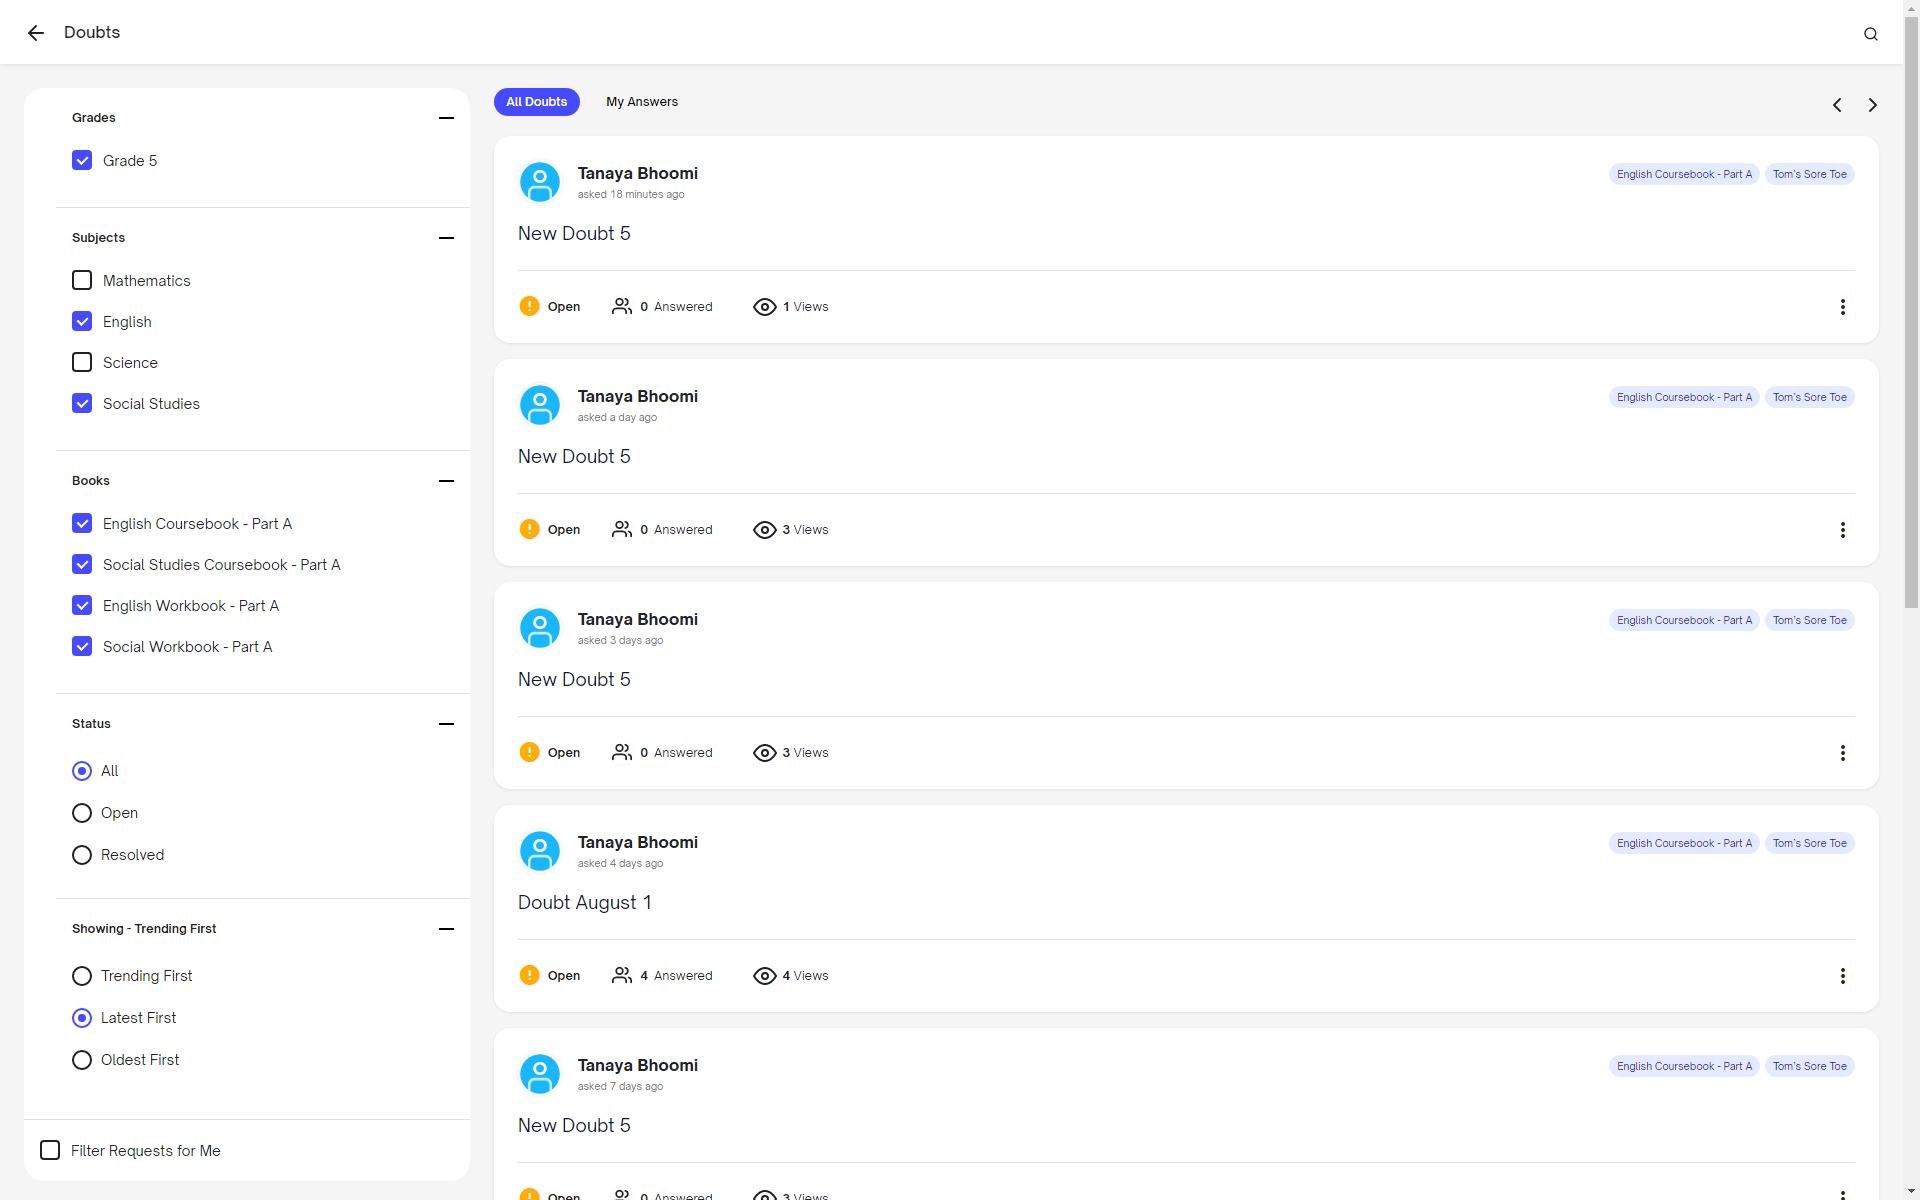 Doubts
Grades
Grade 5
Subjects
Mathematics
English
Science
Social Studies
Books
English Coursebook - Part A
Social Studies Coursebook - Part A
English Workbook - Part A
Social Workbook - Part A
Status
All
Open
Resolved
Showing - Trending First
Trending First
Latest First
Oldest First
Filter Requests for Me
All Doubts My Answers
Tanaya Bhoomi
asked 18 minutes ago
English Coursebook - Part A Tom's Sore Toe
New Doubt 5
Open 0 Answered 1 Views
Tanaya Bhoomi
asked a day ago
English Coursebook - Part A Tom's Sore Toe
New Doubt 5
Open 0 Answered 3 Views
Tanaya Bhoomi
asked 3 days ago
English Coursebook - Part A Tom's Sore Toe
New Doubt 5
Open 0 Answered 3 Views
Tanaya Bhoomi
asked 4 days ago
English Coursebook - Part A Tom's Sore Toe
Doubt August 1
Open 4 Answered 4 Views
Tanaya Bhoomi
asked 7 days ago
English Coursebook - Part A Tom's Sore Toe
New Doubt 5
Open 0 Answered 3 Views